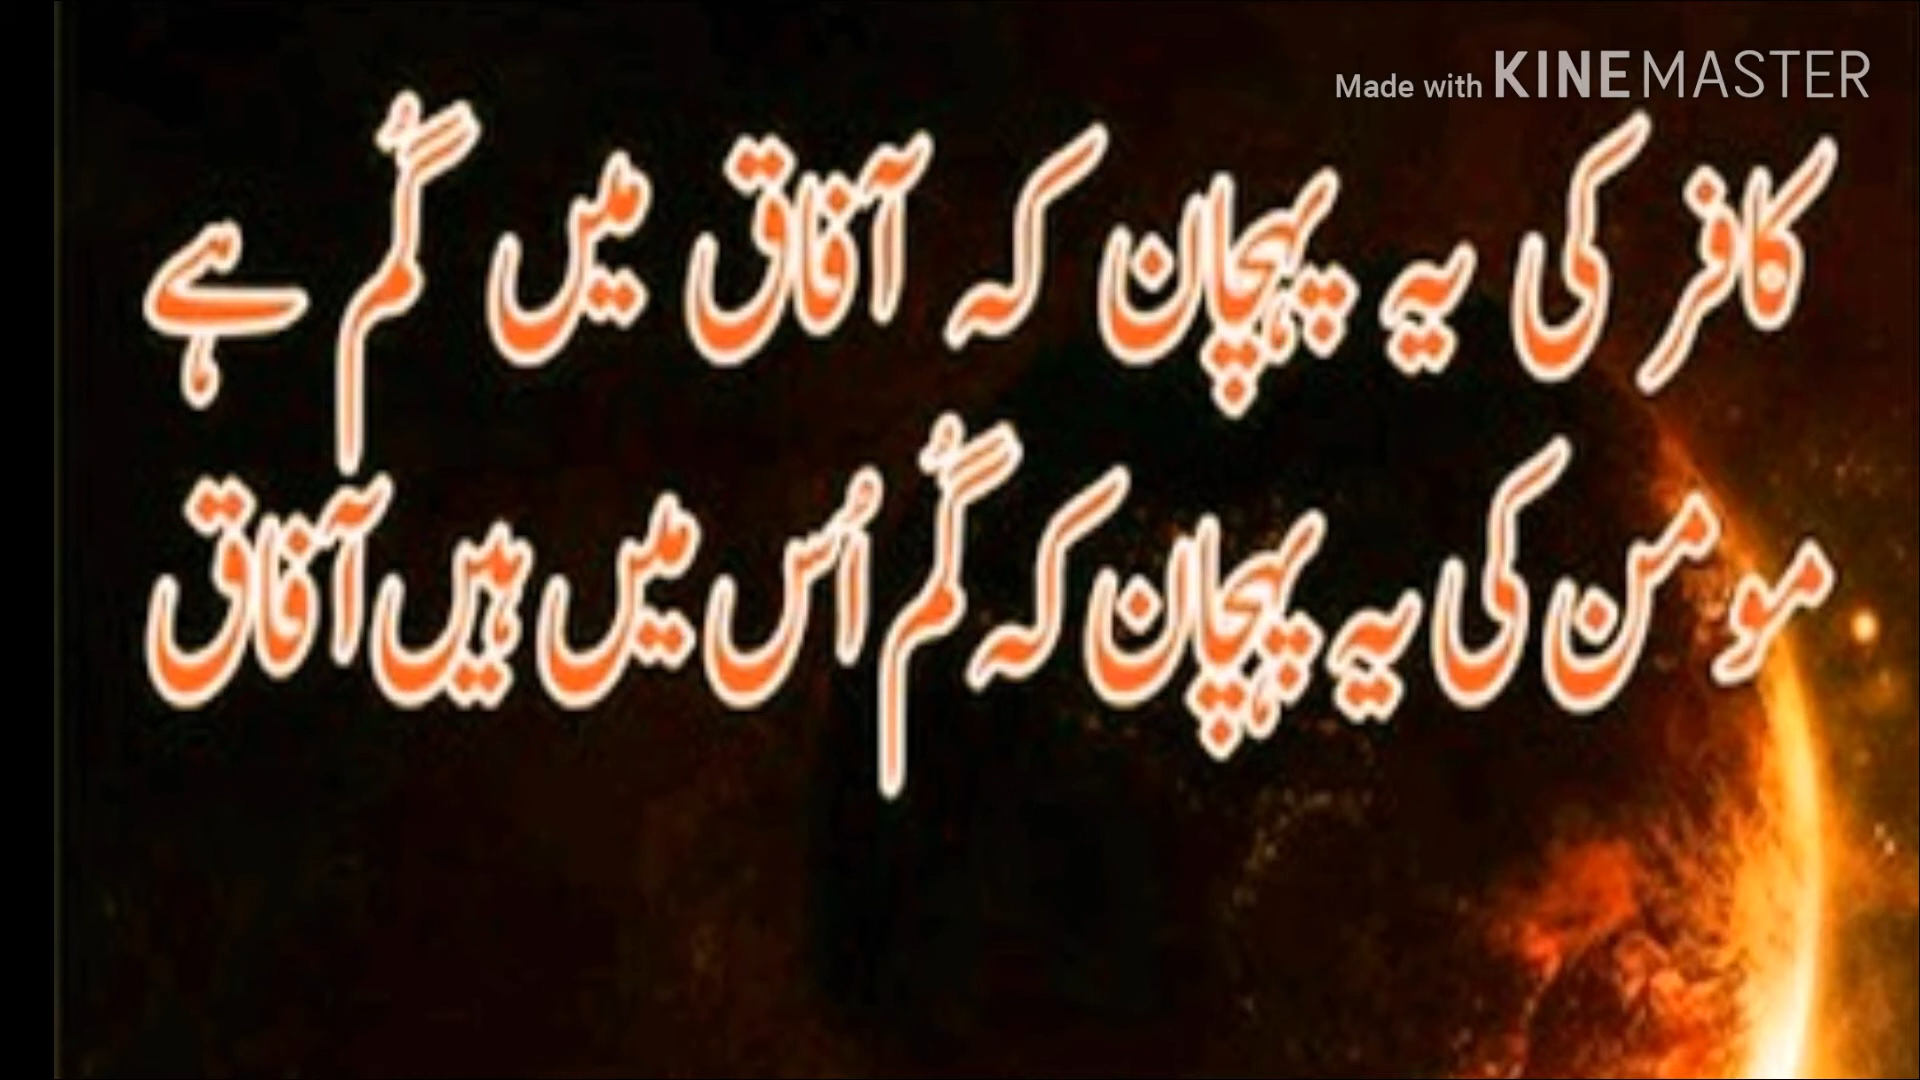 Made with KINEMASTER
کافر کی یہ پہچان کہ آفاق میں گُم ہے
مومن کی یہ پہچان کہ گُم اُس میں ہیں آفاق